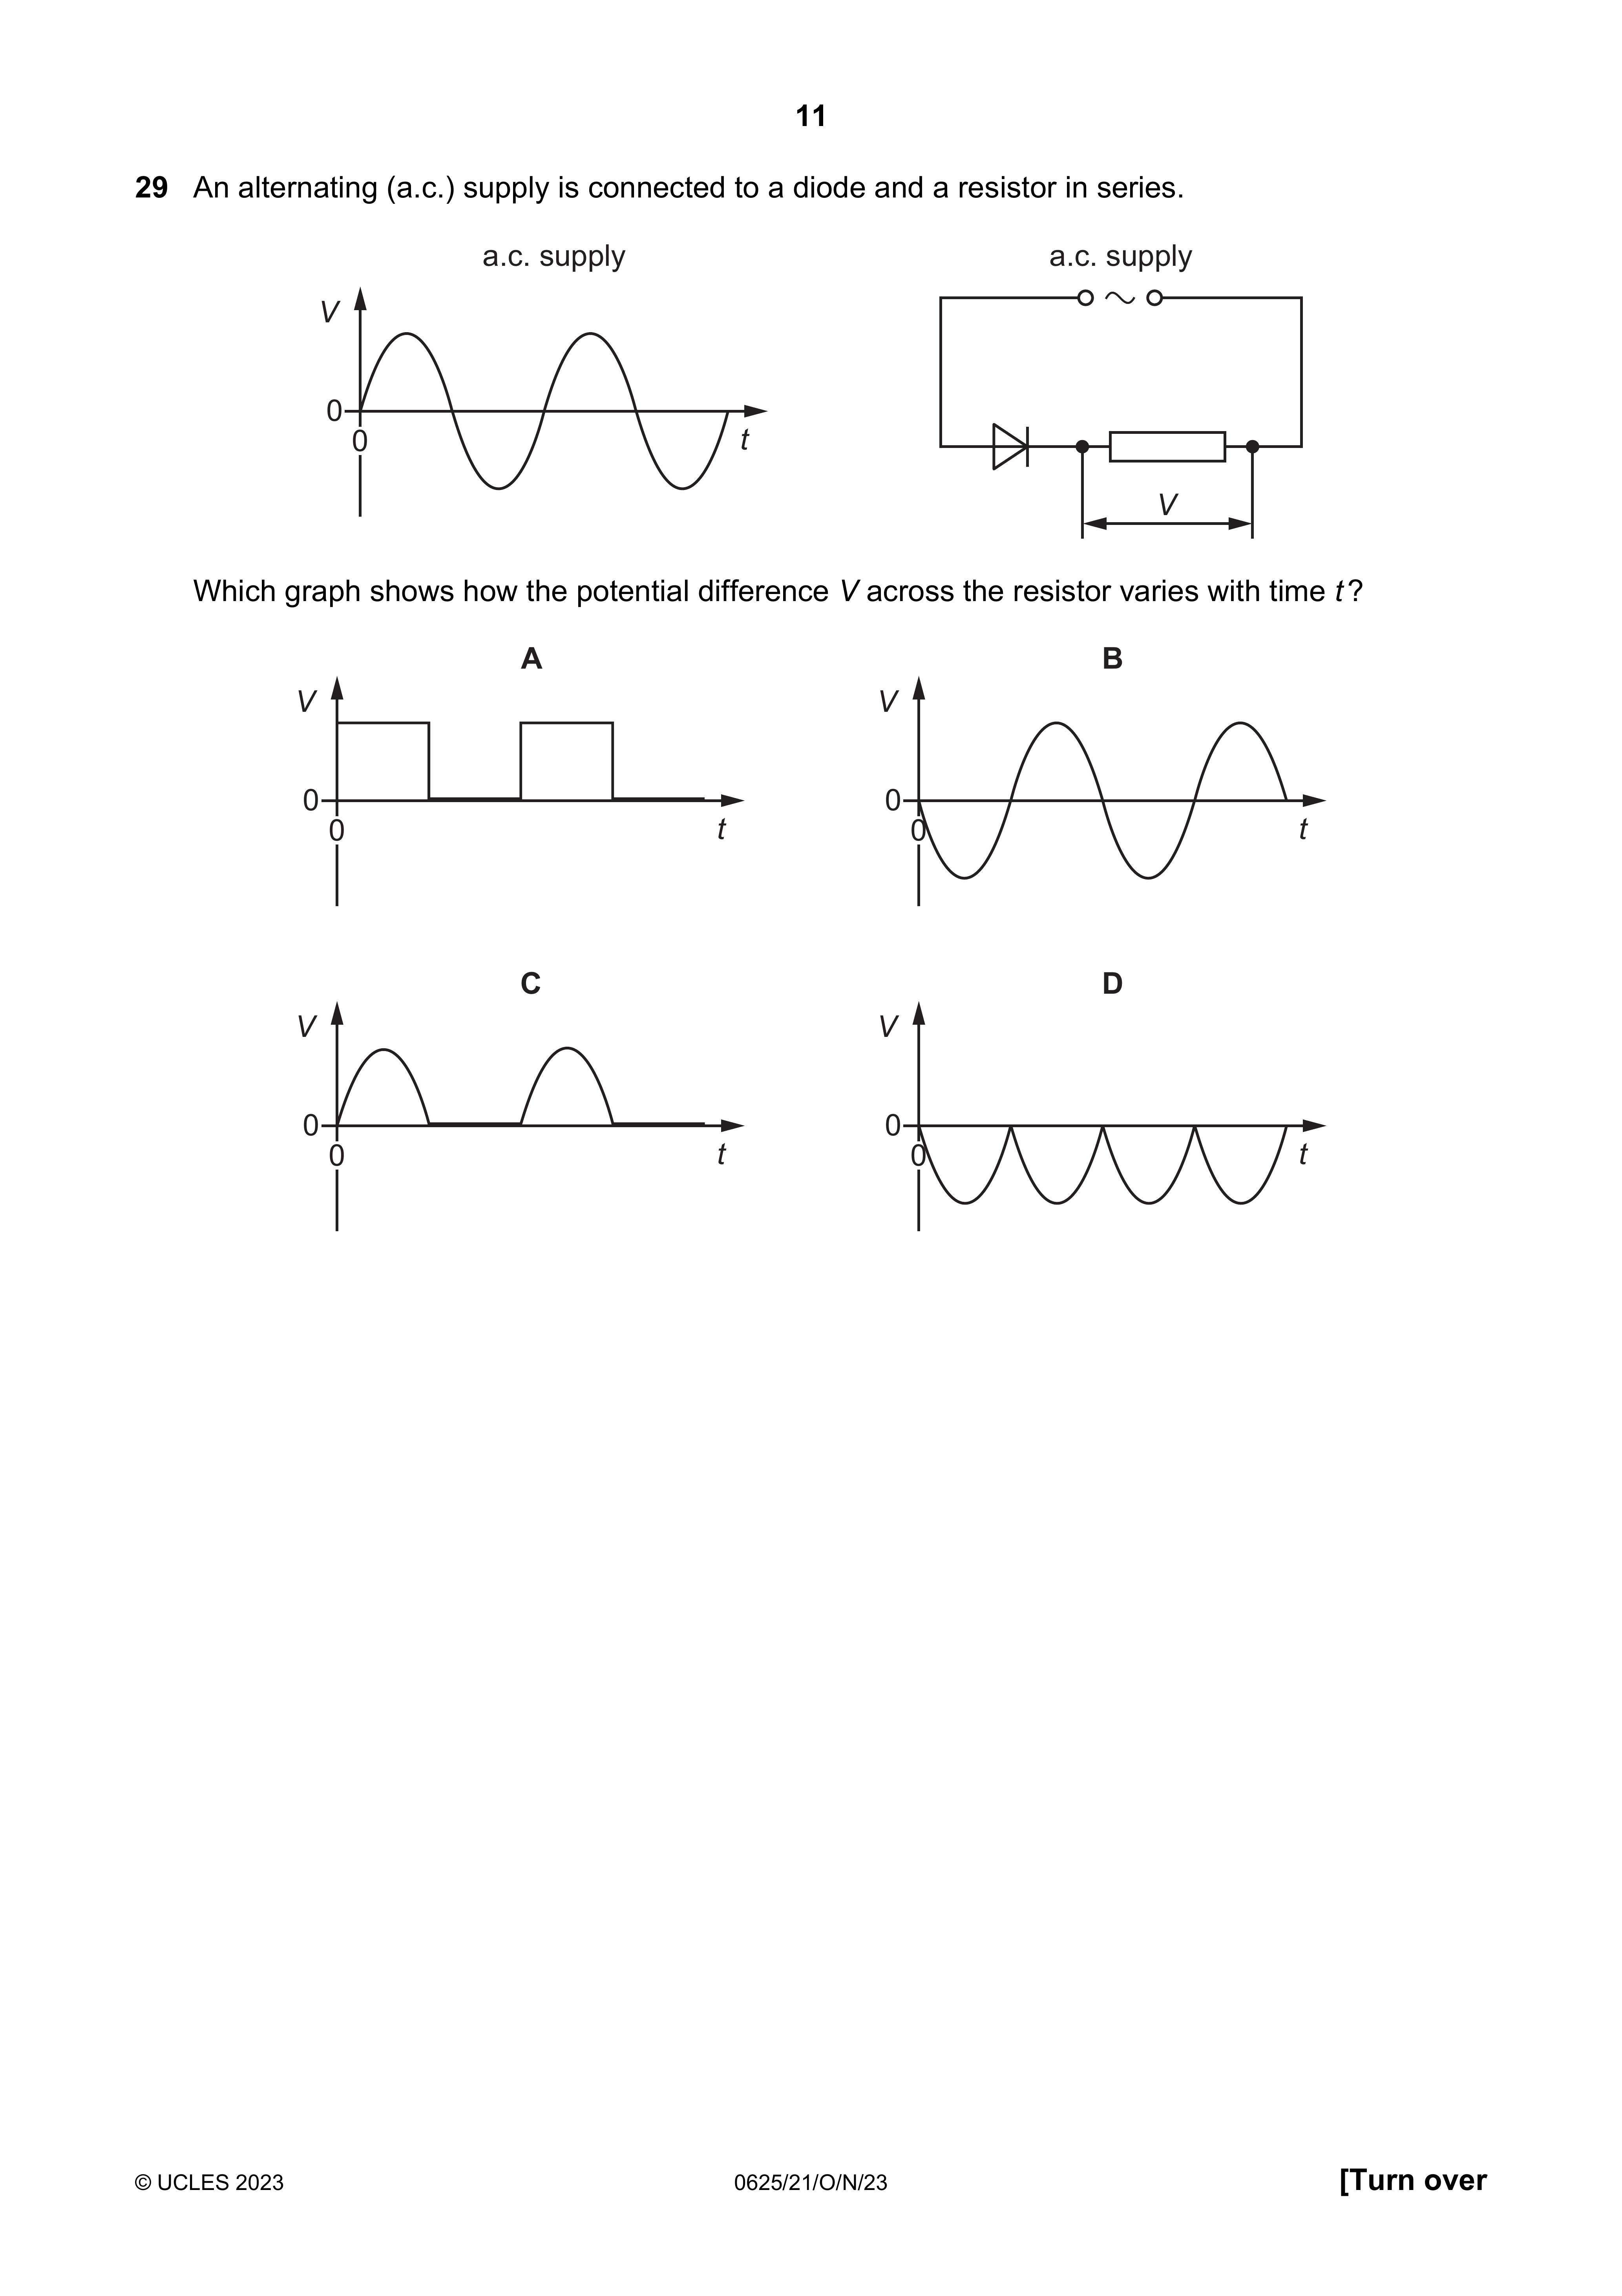 11
29 An alternating (a.c.) supply is connected to a diode and a resistor in series.
a.c. supply
V
0
0
t
a.c. supply
V
Which graph shows how the potential difference V across the resistor varies with time t?
A
V
0
0
t
B
V
0
0
t
C
V
0
0
t
D
V
0
0
t
© UCLES 2023
0625/21/O/N/23
[Turn over